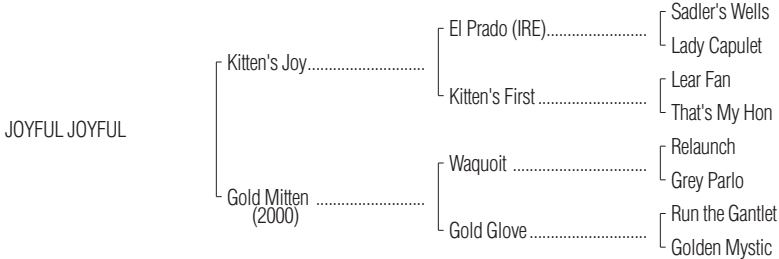 Sadler's Wells
El Prado (IRE)........................
Lady Capulet
Kitten's Joy............................
Lear Fan
Kitten's First ..........................
That's My Hon
JOYFUL JOYFUL
Relaunch
Waquoit ................................
Grey Parlo
Gold Mitten ..........................
(2000)
Run the Gantlet
Gold Glove............................
Golden Mystic